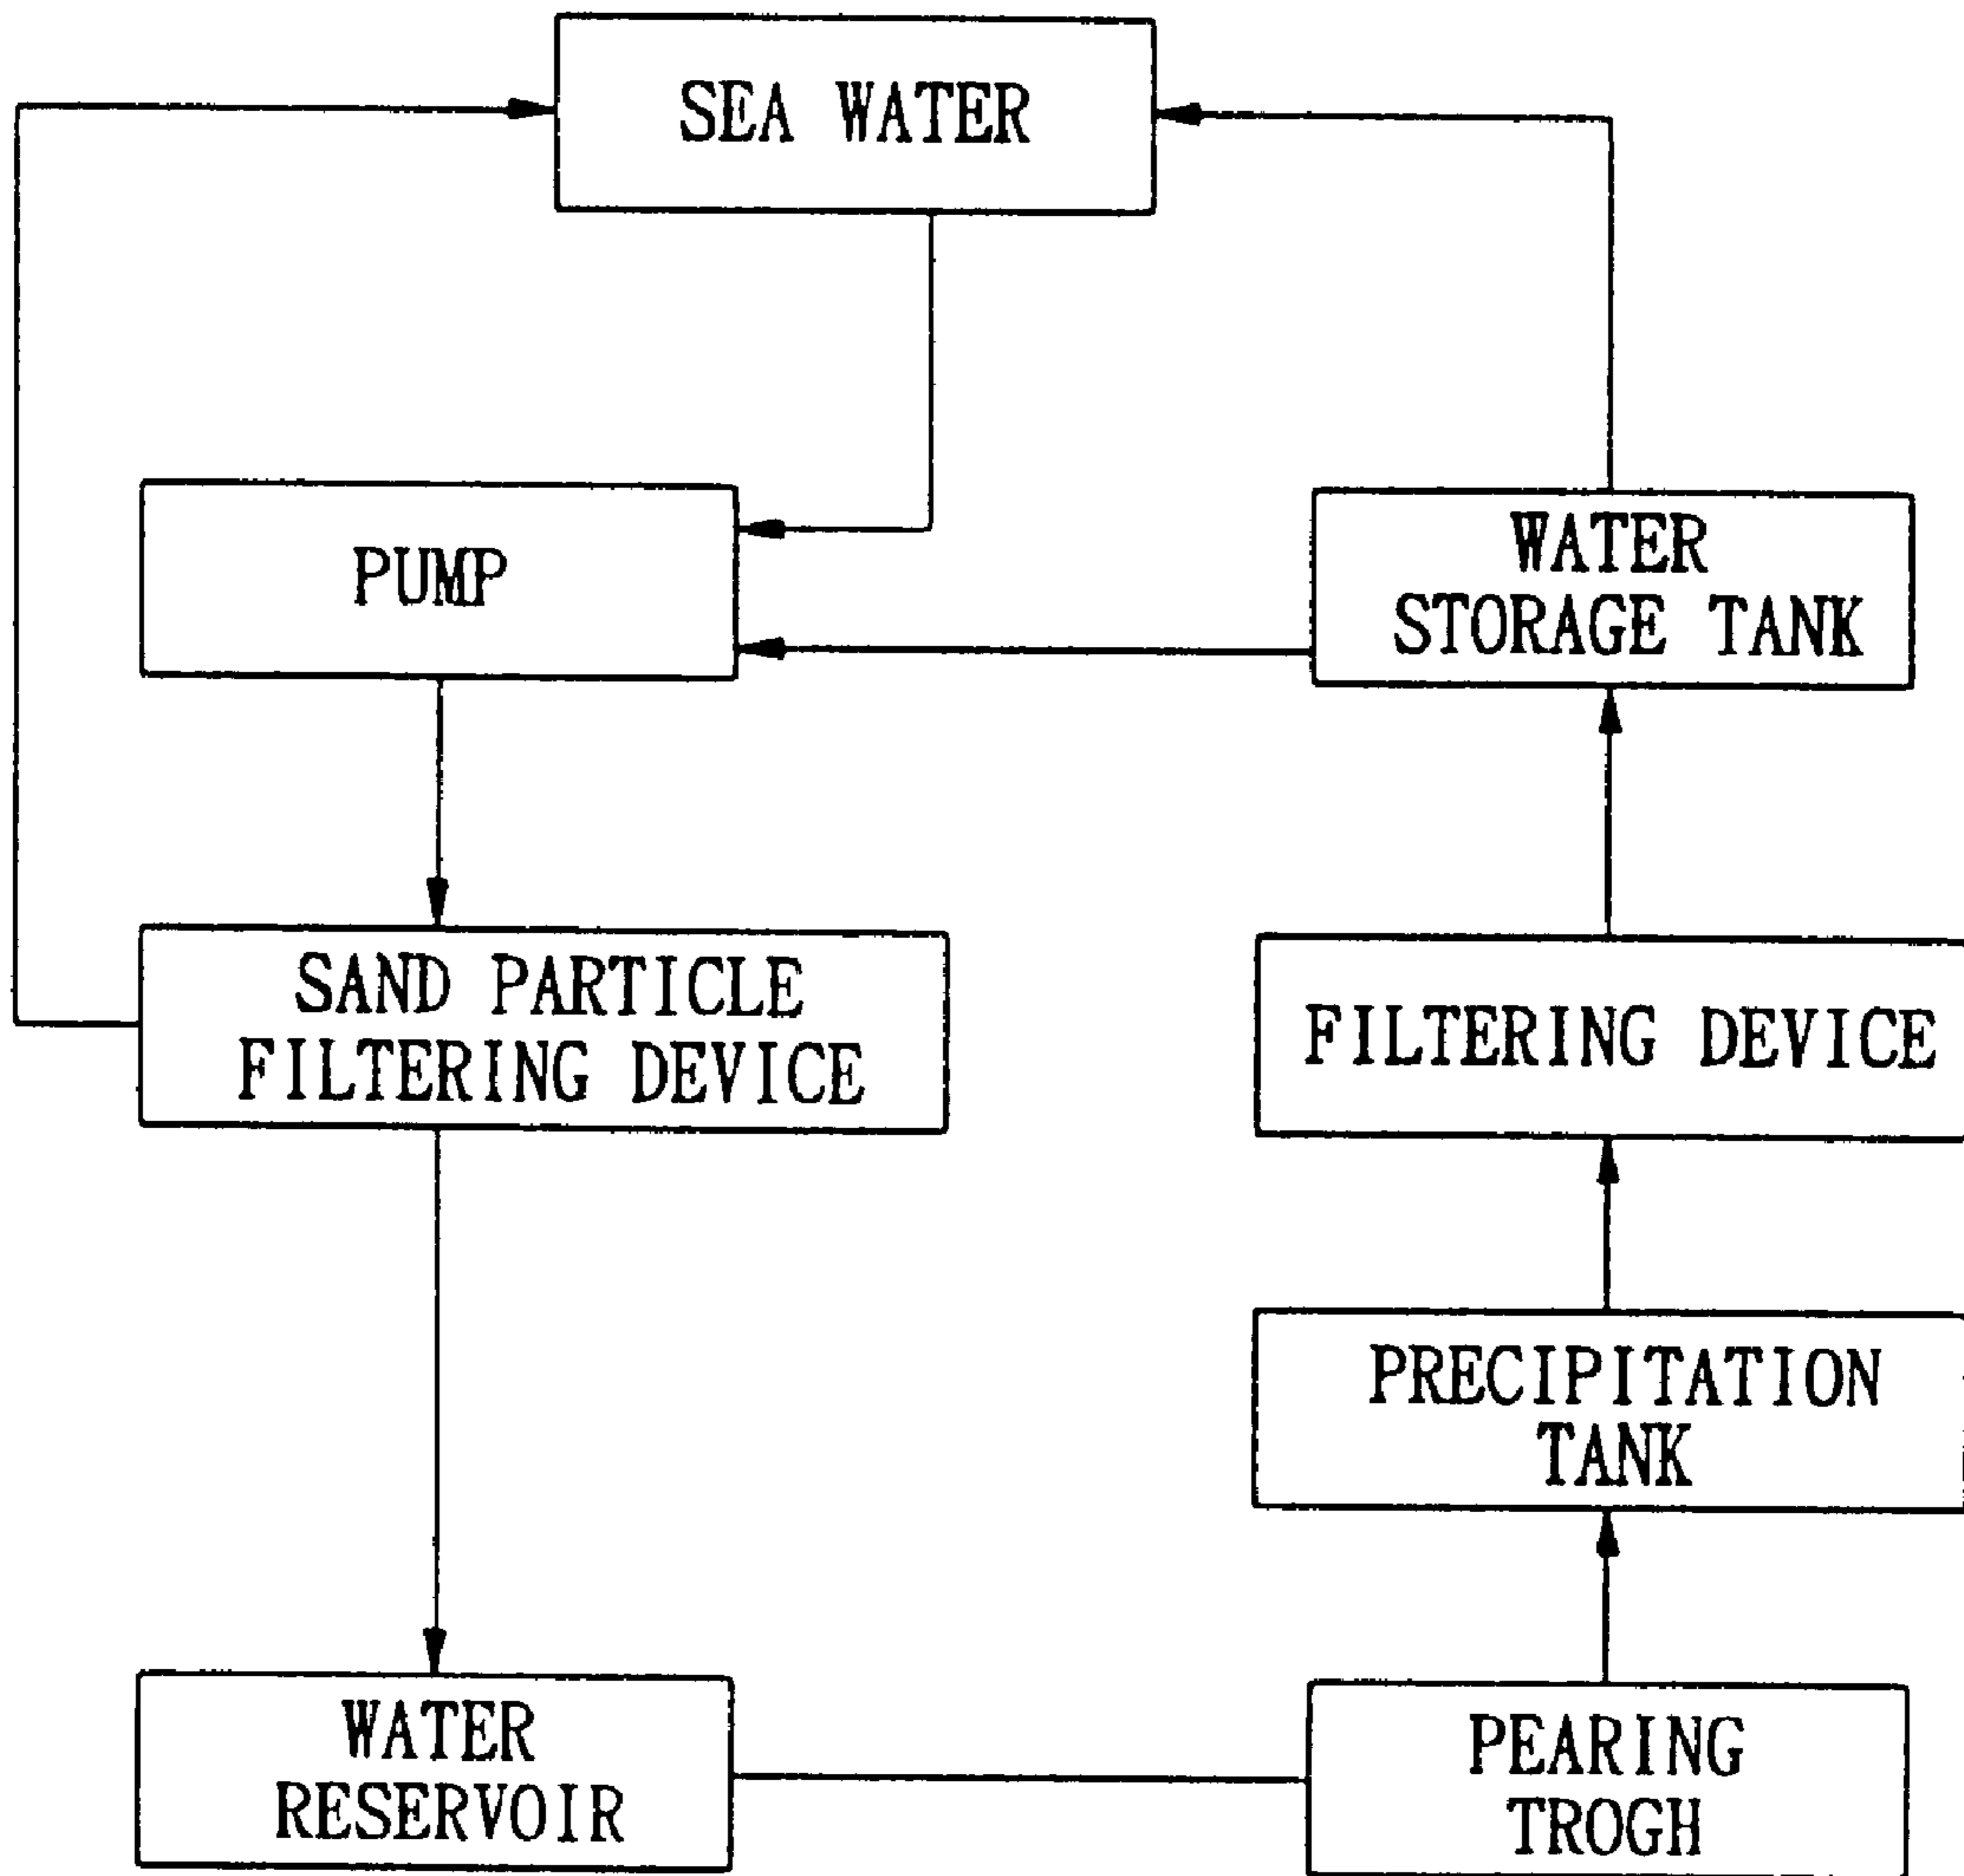 SEA WATER
PUMP
WATER
STORAGE TANK
SAND PARTICLE
FILTERING DEVICE
FILTERING DEVICE
PRECIPITATION
TANK
WATER
RESERVOIR
PEARING
TROGH